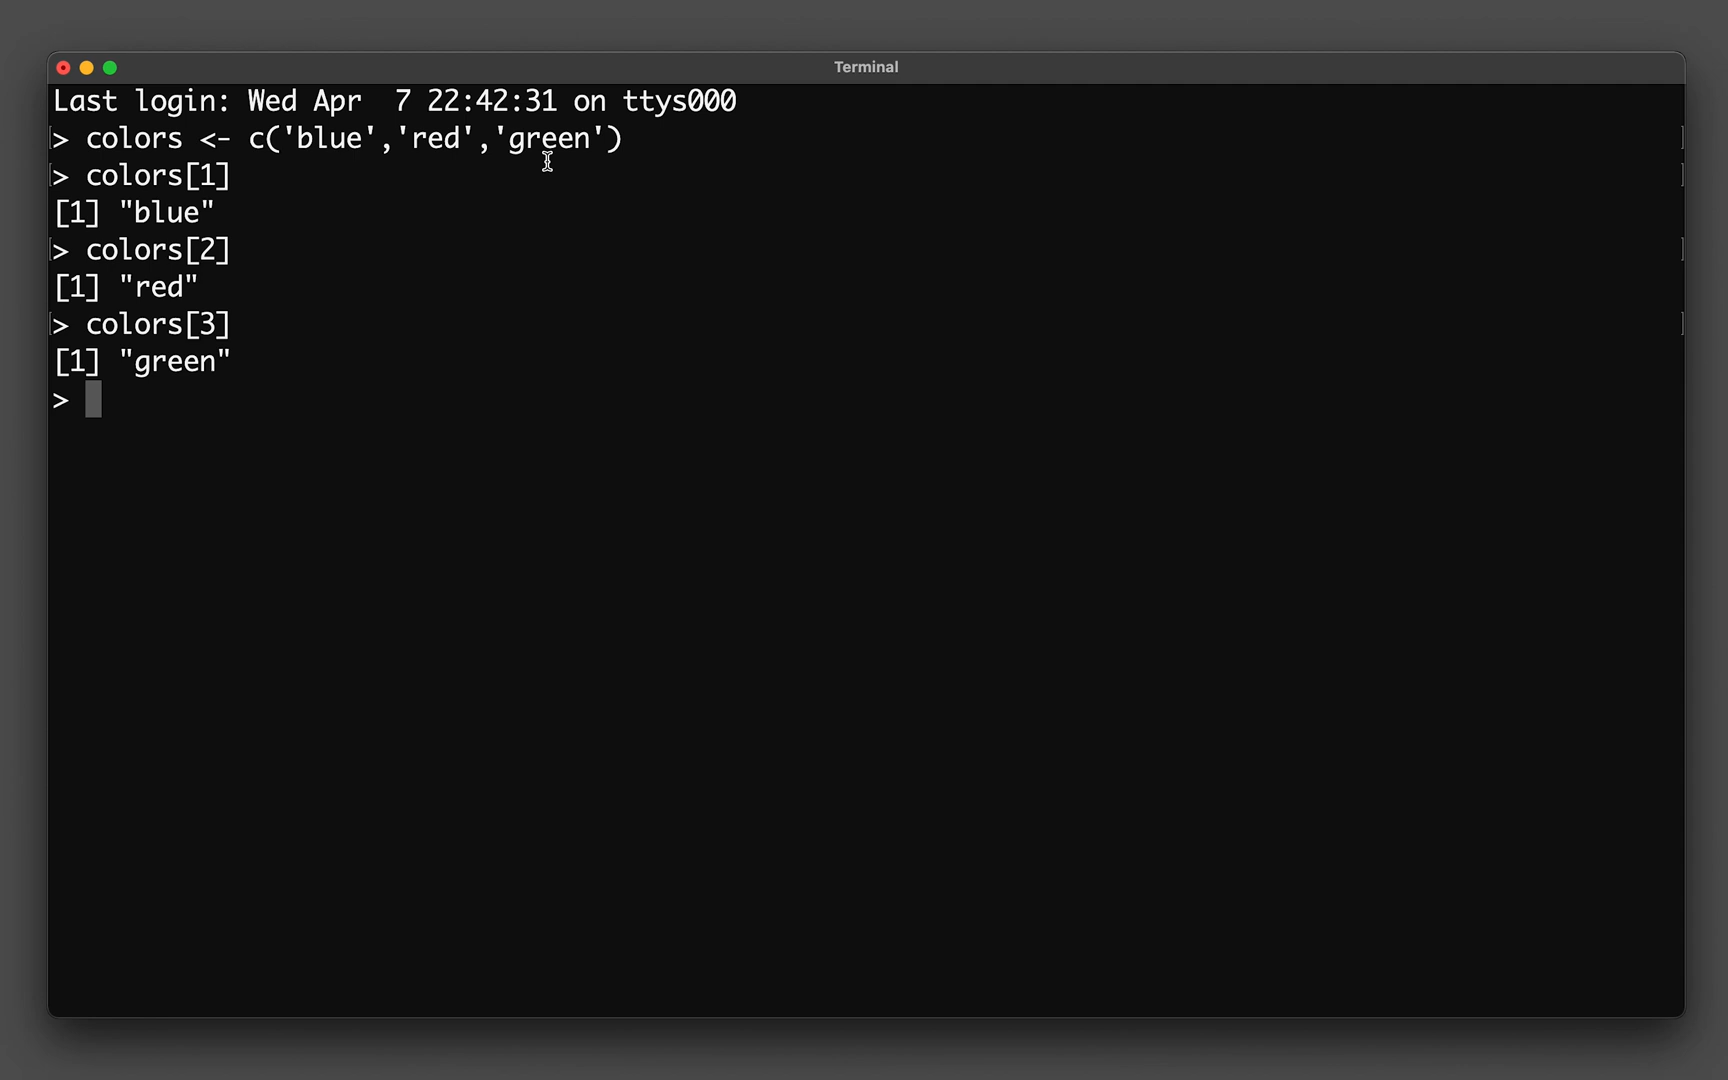 Terminal
Last login: Wed Apr  7 22:42:31 on ttys000
> colors <- c('blue','red','green')
> colors[1]
[1] "blue"
> colors[2]
[1] "red"
> colors[3]
[1] "green"
>